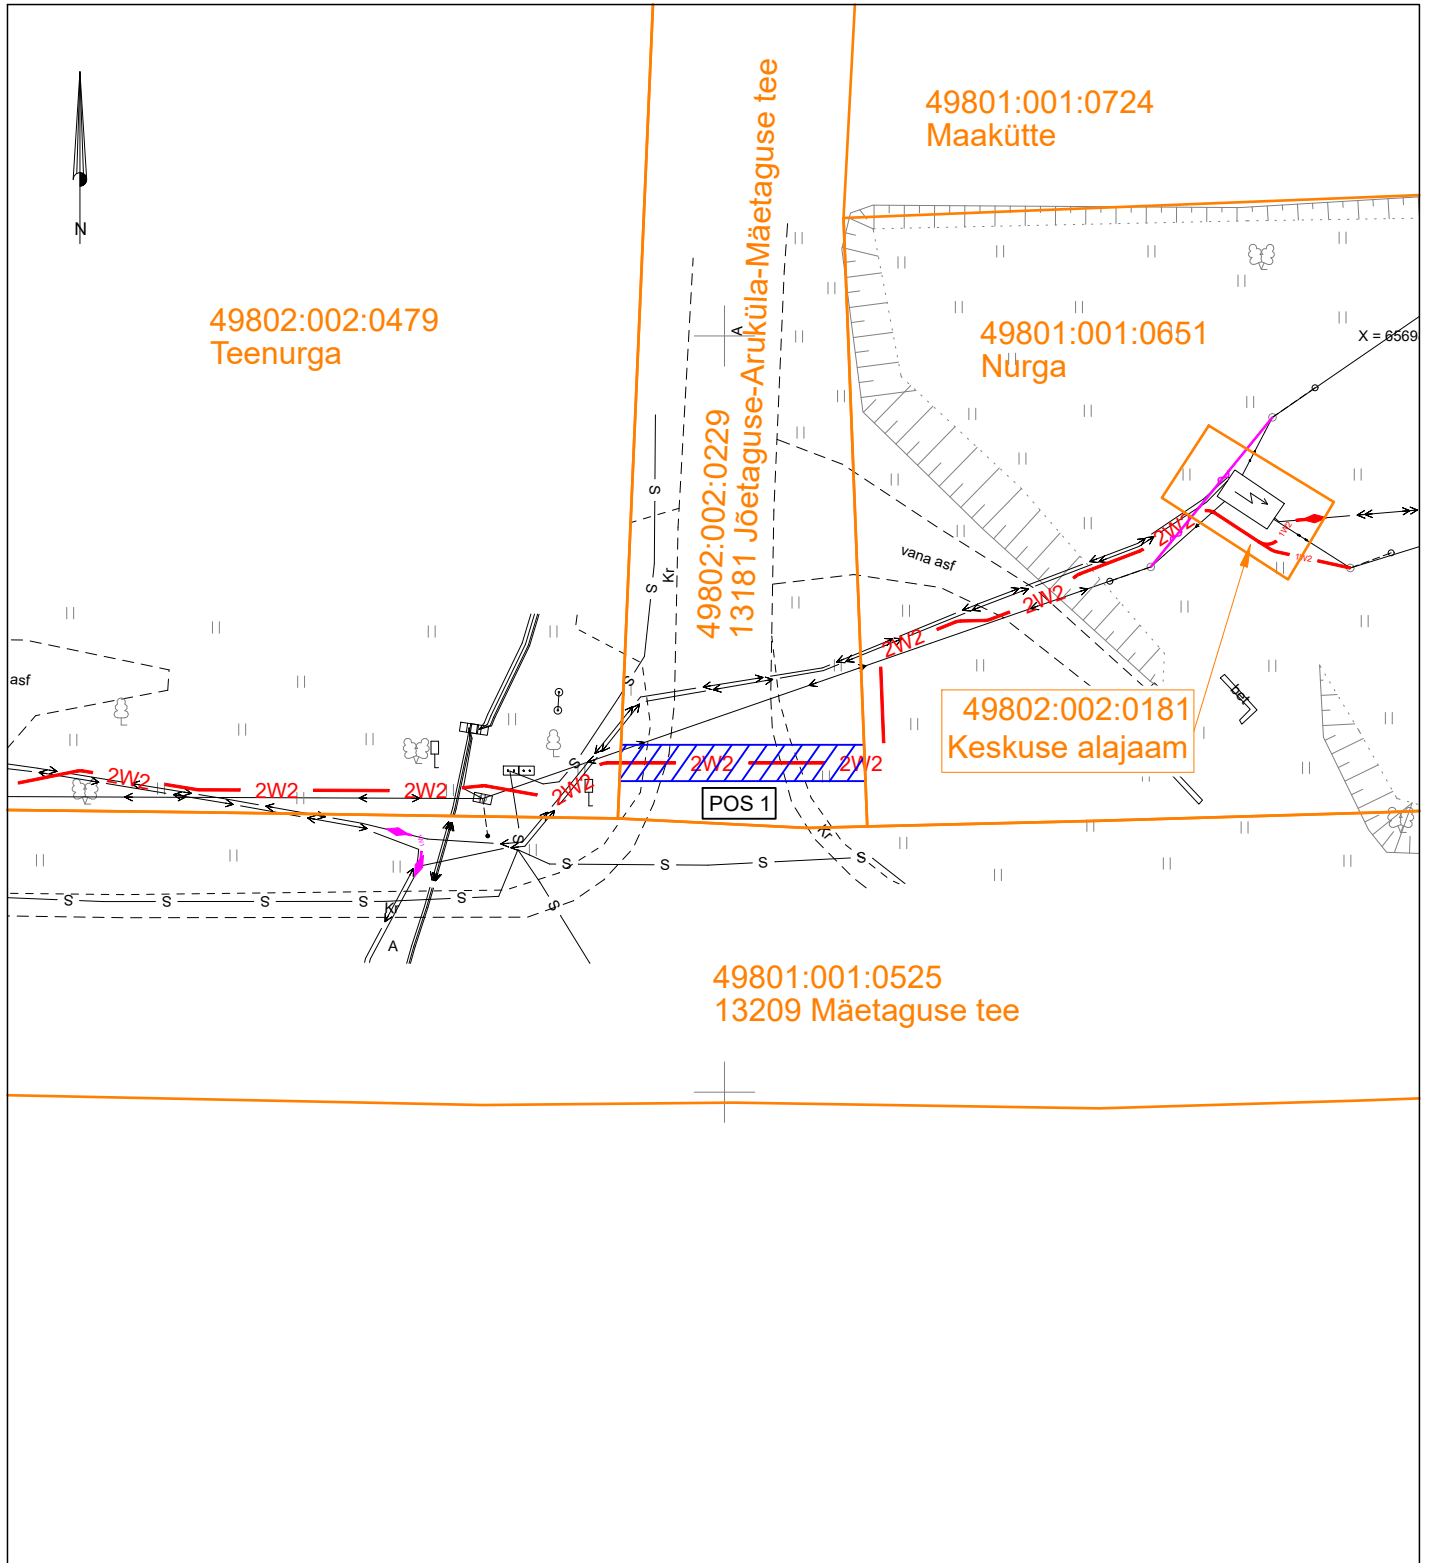 49801:001:0724
Maakütte
N
49802:002:0479
Teenurga
49802:002:0229
13181 Jõetaguse-Aruküla-Mäetaguse tee
A
49801:001:0651
Nurga
X = 6569
S
Kr
S
vana asf
2W2
1W2
1W2
2W2
2W2
asf
S
bet
49802:002:0181
Keskuse alajaam
2W2
2W2
2W2
S
2W2
2W2
2W2
POS 1
Kr
S
S
S
S
S
S
S
S
S
S
Kr
S
S
A
49801:001:0525
13209 Mäetaguse tee